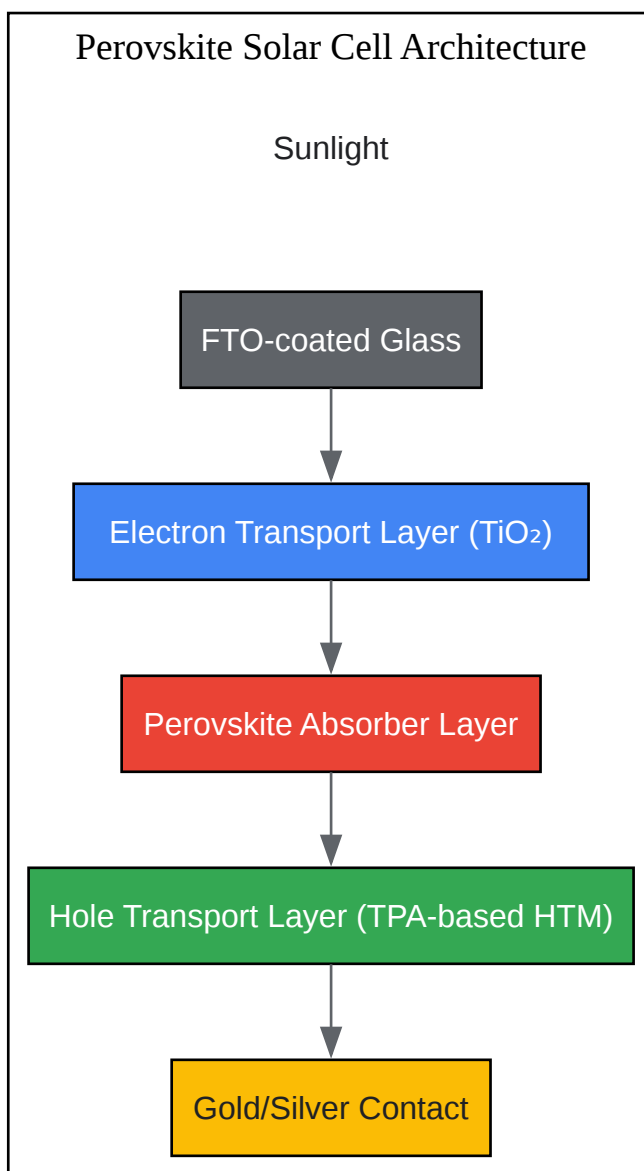 Perovskite Solar Cell Architecture
Sunlight
FTO-coated Glass
Electron Transport Layer (TiO₂)
Perovskite Absorber Layer
Hole Transport Layer (TPA-based HTM)
Gold/Silver Contact